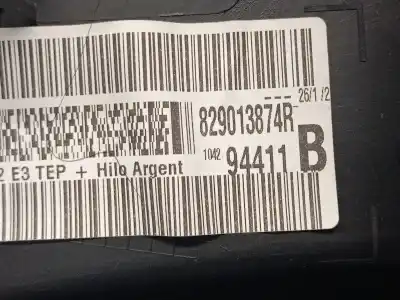 --- 26/1/2
829013874R
1042 94411 B
2 E3 TEP + Hilo Argent